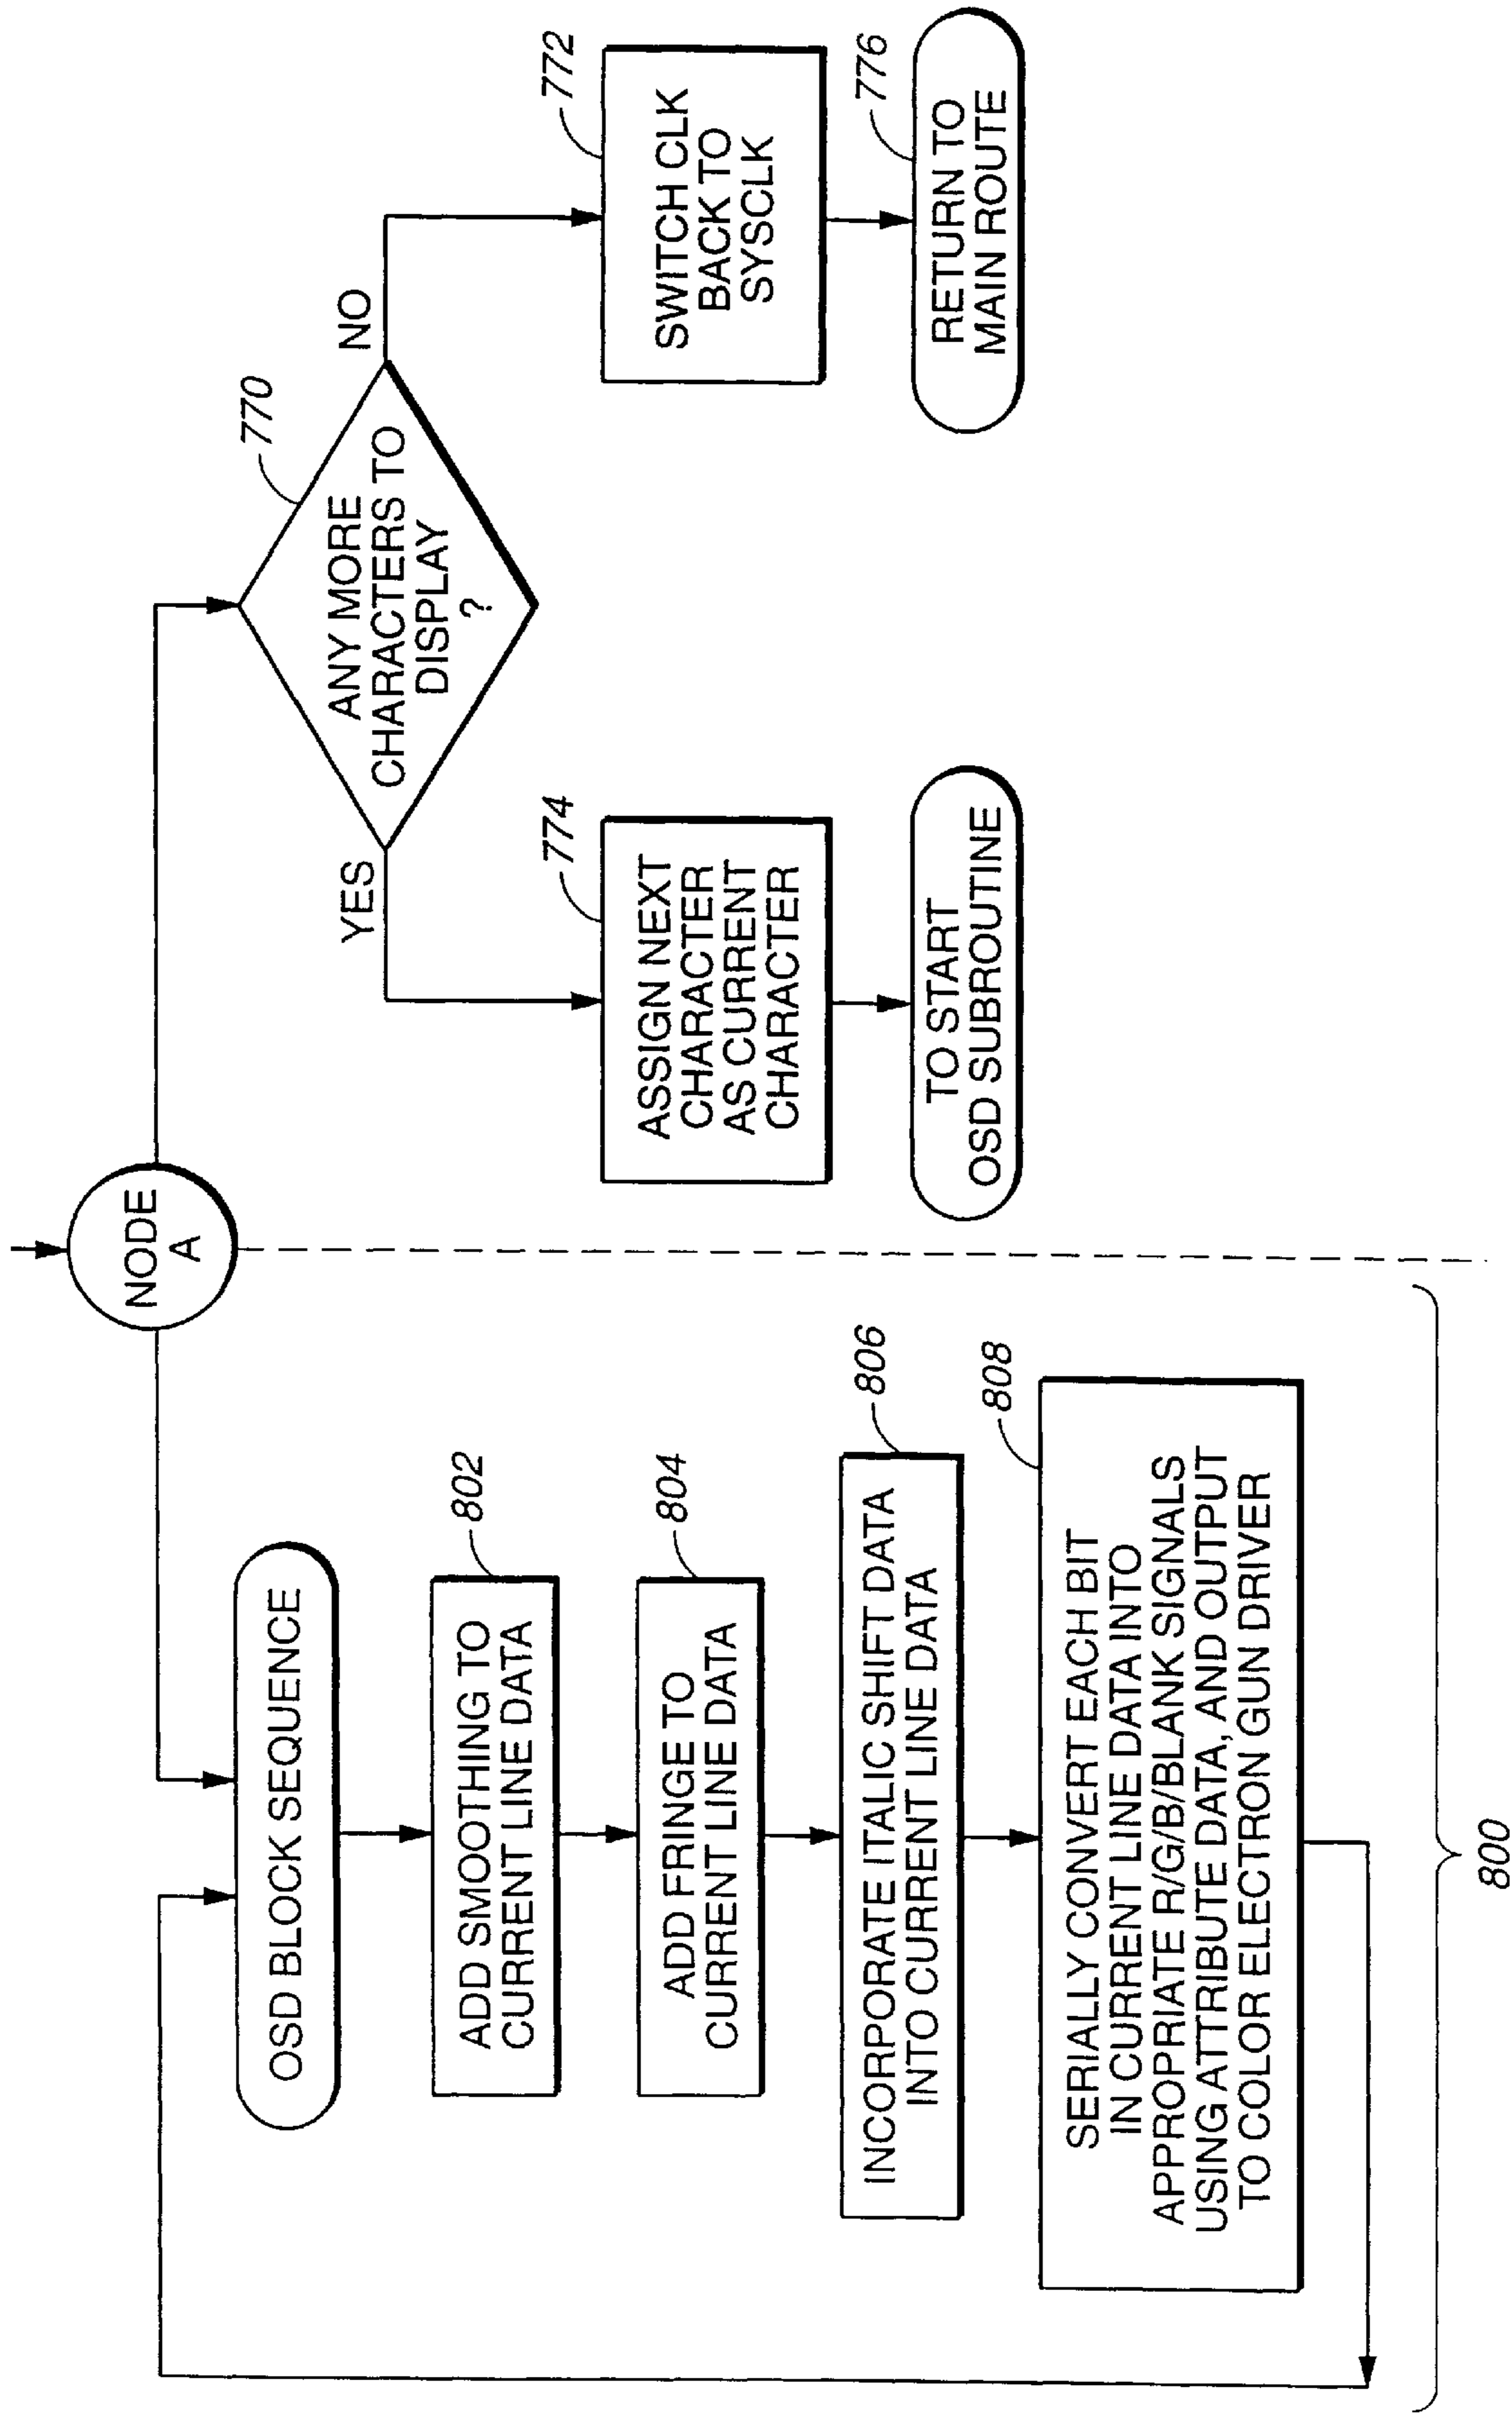 NODE
A
OSD BLOCK SEQUENCE
802
ADD SMOOTHING TO
CURRENT LINE DATA
804
ADD FRINGE TO
CURRENT LINE DATA
806
INCORPORATE ITALIC SHIFT DATA
INTO CURRENT LINE DATA
808
SERIALLY CONVERT EACH BIT
IN CURRENT LINE DATA INTO
APPROPRIATE R/G/B/BLANK SIGNALS
USING ATTRIBUTE DATA, AND OUTPUT
TO COLOR ELECTRON GUN DRIVER
800
770
ANY MORE
CHARACTERS TO
DISPLAY
?
YES
NO
774
ASSIGN NEXT
CHARACTER
AS CURRENT
CHARACTER
TO START
OSD SUBROUTINE
772
SWITCH CLK
BACK TO
SYSCLK
776
RETURN TO
MAIN ROUTE